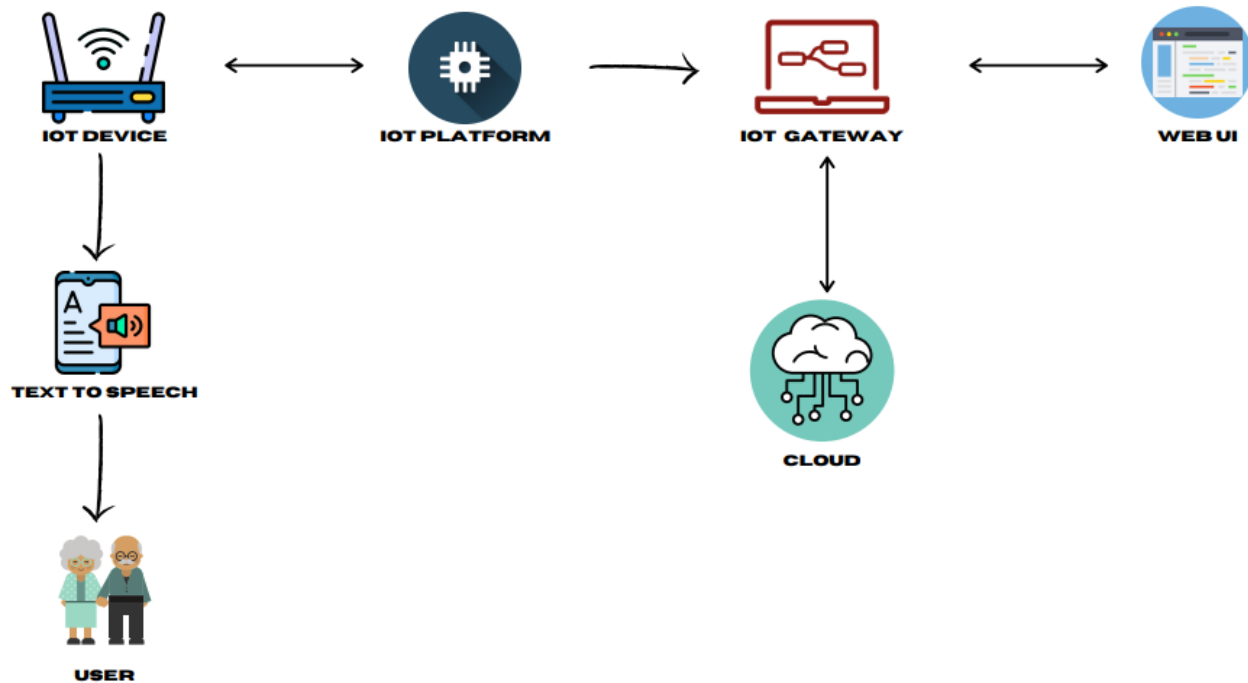 IOT DEVICE
IOT PLATFORM
IOT GATEWAY
WEB UI
A
TEXT TO SPEECH
CLOUD
USER